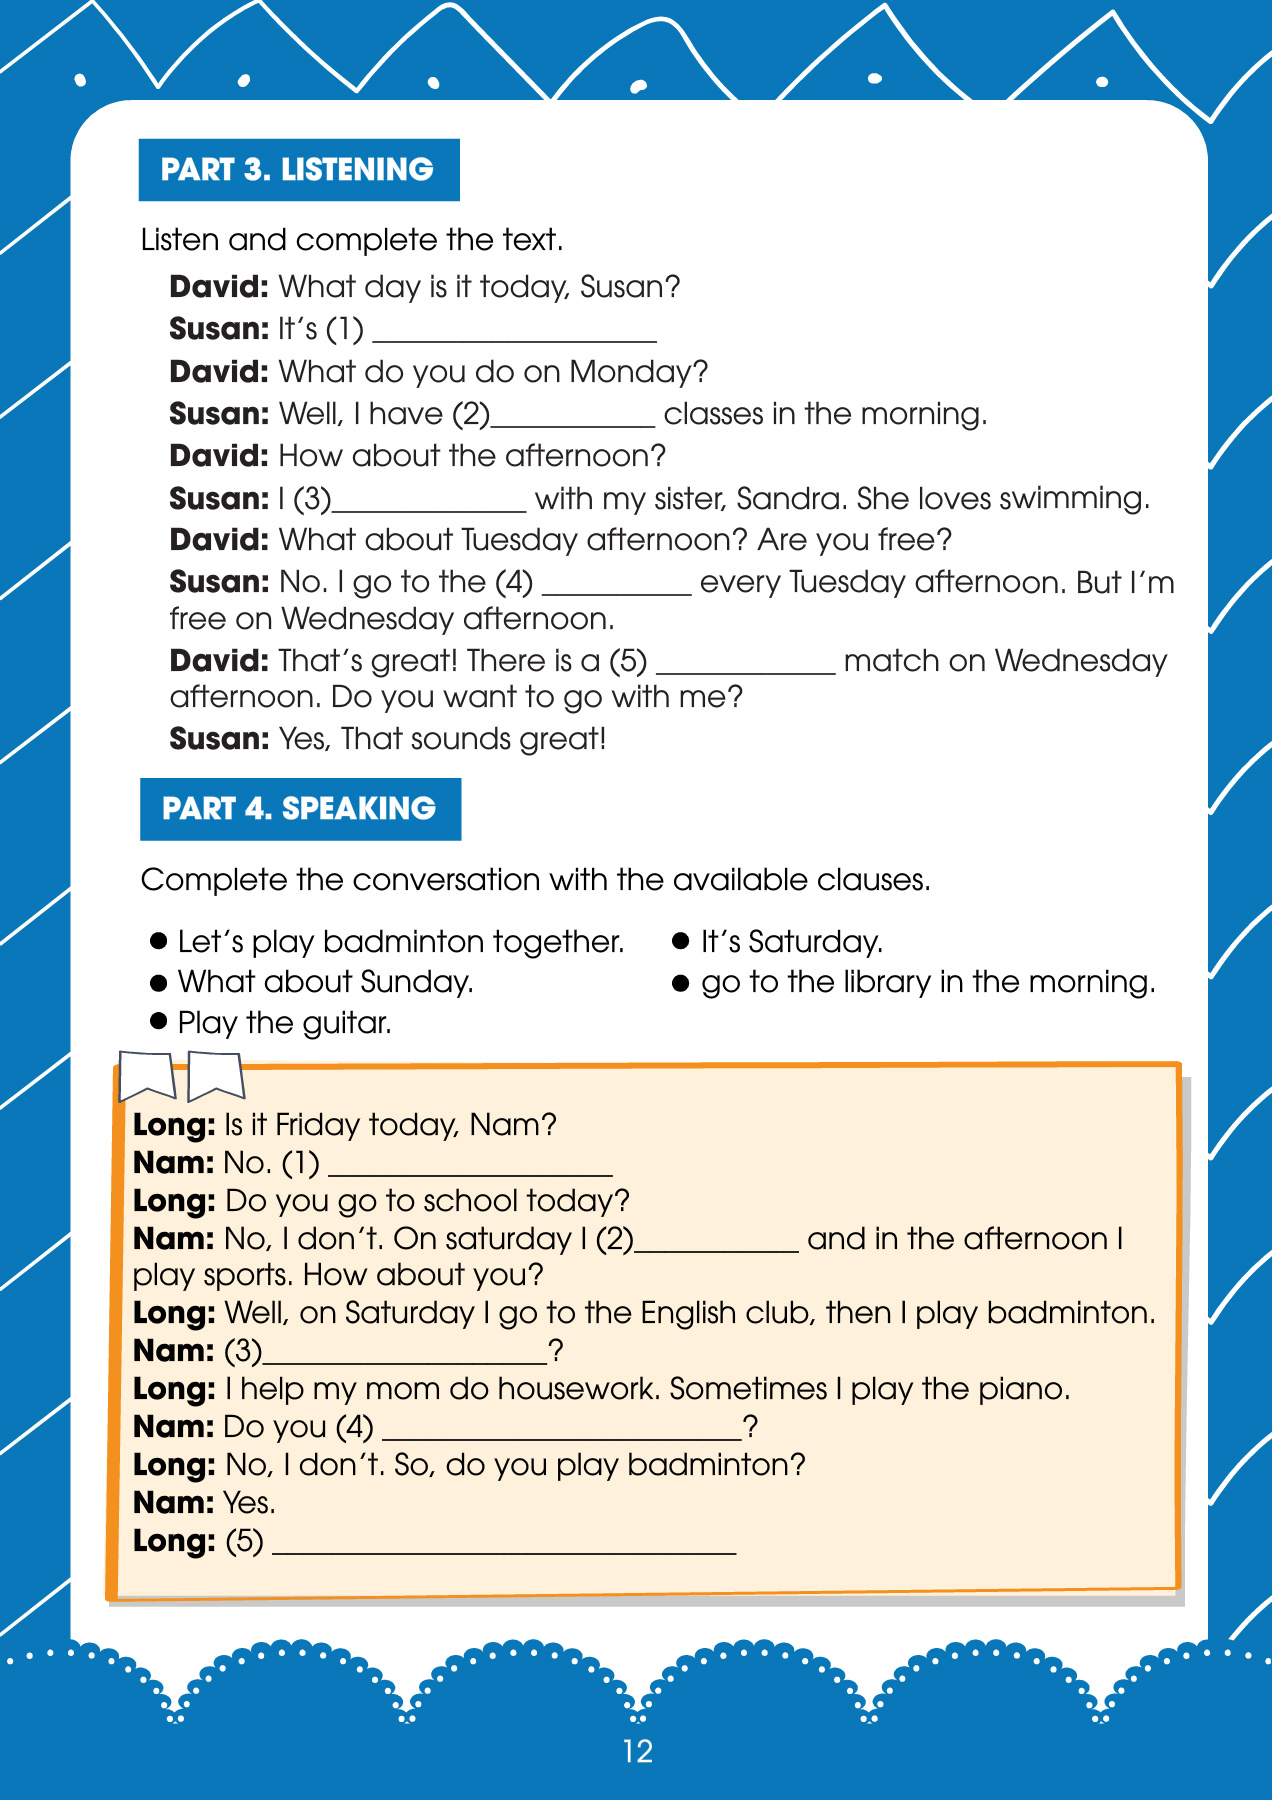 PART 3. LISTENING
Listen and complete the text.
David: What day is it today, Susan?
Susan: It's (1) ___________________
David: What do you do on Monday?
Susan: Well, I have (2)___________ classes in the morning.
David: How about the afternoon?
Susan: I (3)_____________ with my sister, Sandra. She loves swimming.
David: What about Tuesday afternoon? Are you free?
Susan: No. I go to the (4) __________ every Tuesday afternoon. But I'm
free on Wednesday afternoon.
David: That's great! There is a (5) ____________ match on Wednesday
afternoon. Do you want to go with me?
Susan: Yes, That sounds great!
PART 4. SPEAKING
Complete the conversation with the available clauses.
● Let's play badminton together.
● What about Sunday.
● Play the guitar.
● It's Saturday.
● go to the library in the morning.
Long: Is it Friday today, Nam?
Nam: No. (1) ___________________
Long: Do you go to school today?
Nam: No, I don't. On saturday I (2)___________ and in the afternoon I
play sports. How about you?
Long: Well, on Saturday I go to the English club, then I play badminton.
Nam: (3)___________________?
Long: I help my mom do housework. Sometimes I play the piano.
Nam: Do you (4) ________________________?
Long: No, I don't. So, do you play badminton?
Nam: Yes.
Long: (5) _______________________________
12